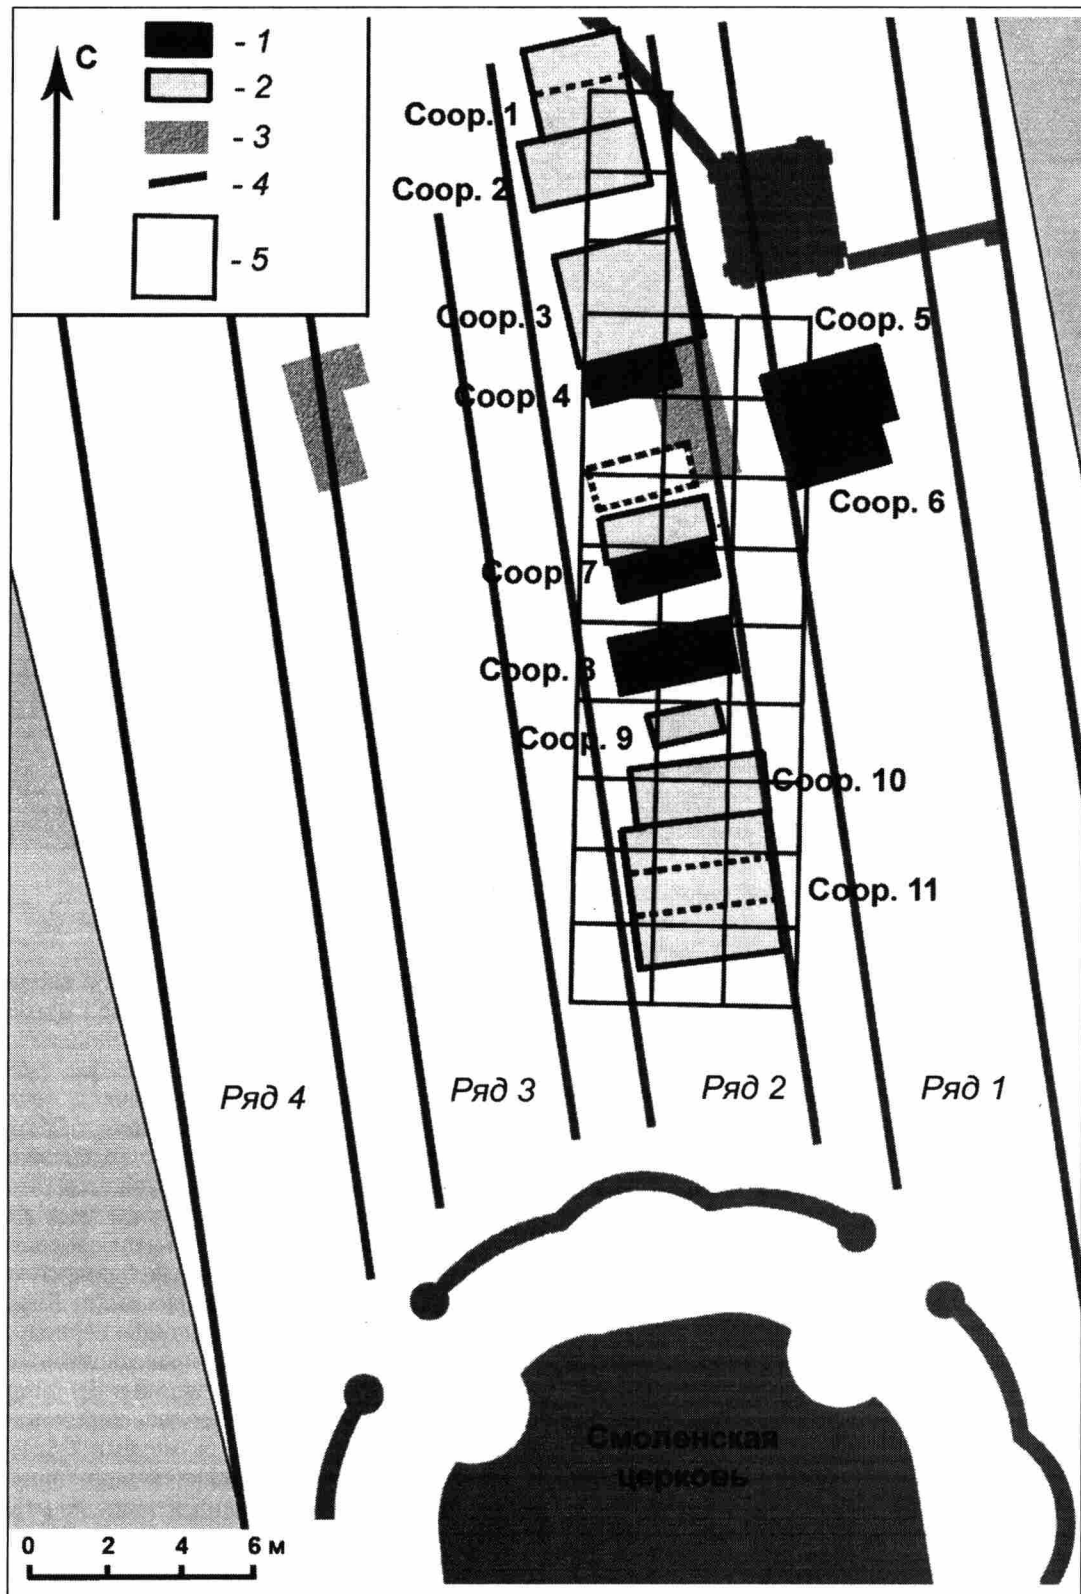 С
- 1
- 2
- 3
- 4
- 5
Соор. 1
Соор. 2
Соор. 3
Соор. 4
Соор. 5
Соор. 6
Соор. 7
Соор. 8
Соор. 9
Соор. 10
Соор. 11
Ряд 4
Ряд 3
Ряд 2
Ряд 1
Смоленская
церковь
0 2 4 6 м